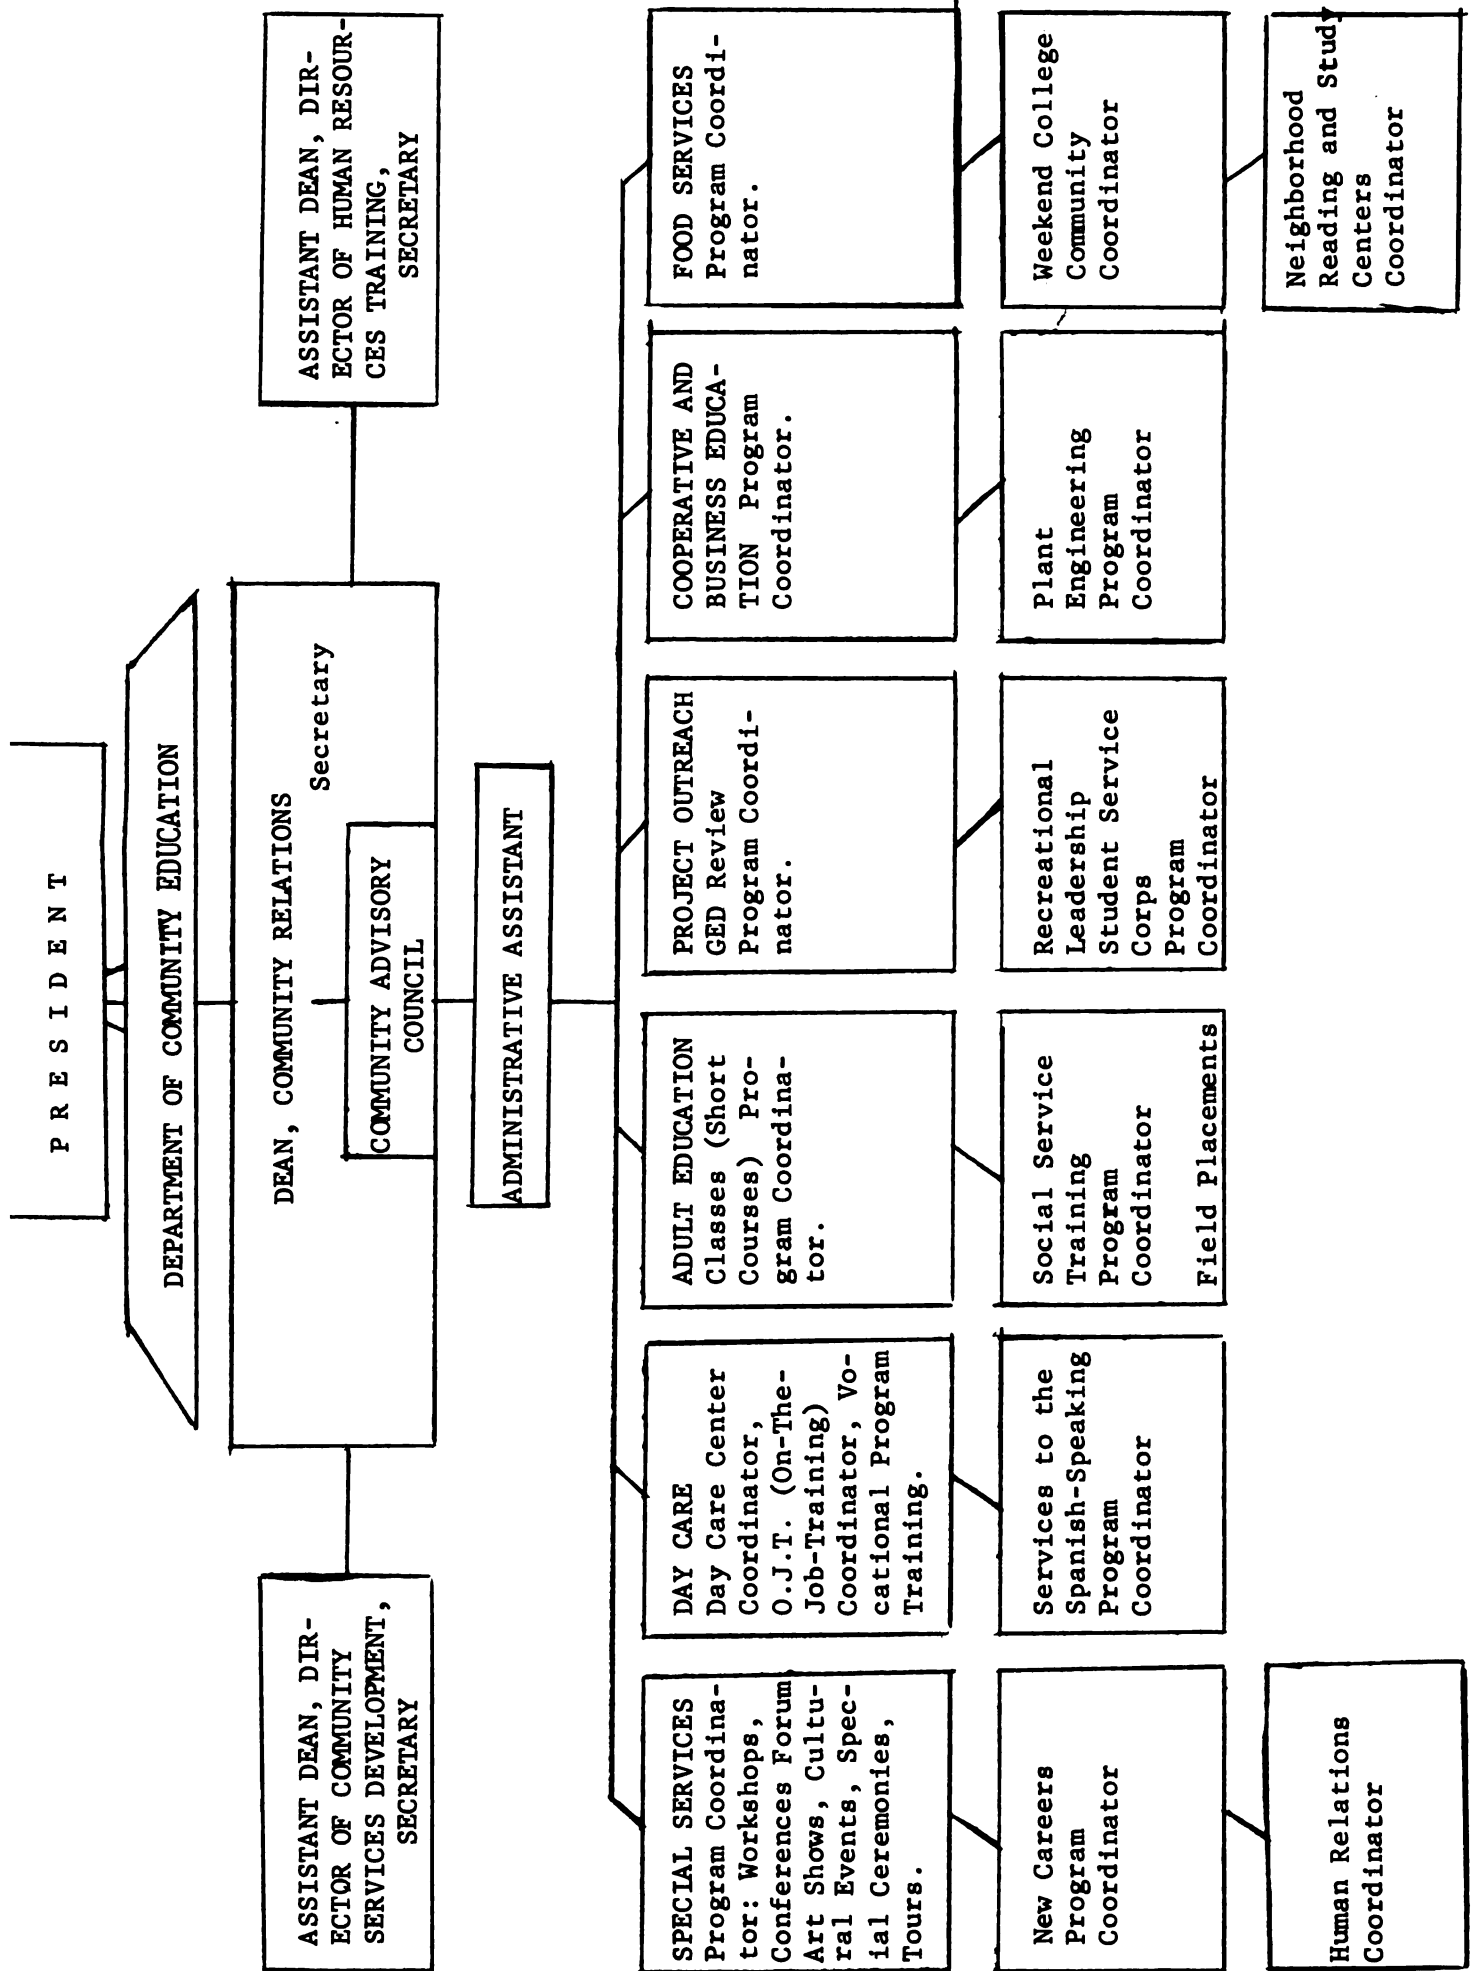 P R E S I D E N T
DEPARTMENT OF COMMUNITY EDUCATION
DEAN, COMMUNITY RELATIONS
Secretary
COMMUNITY ADVISORY
COUNCIL
ASSISTANT DEAN, DIR-
ECTOR OF COMMUNITY
SERVICES DEVELOPMENT,
SECRETARY
ASSISTANT DEAN, DIR-
ECTOR OF HUMAN RESOUR-
CES TRAINING,
SECRETARY
ADMINISTRATIVE ASSISTANT
SPECIAL SERVICES
Program Coordina-
tor: Workshops,
Conferences Forum
Art Shows, Cultu-
ral Events, Spec-
ial Ceremonies,
Tours.
DAY CARE
Day Care Center
Coordinator,
O.J.T. (On-The-
Job-Training)
Coordinator, Vo-
cational Program
Training.
ADULT EDUCATION
Classes (Short
Courses) Pro-
gram Coordina-
tor.
PROJECT OUTREACH
GED Review
Program Coordi-
nator.
COOPERATIVE AND
BUSINESS EDUCA-
TION Program
Coordinator.
FOOD SERVICES
Program Coordi-
nator.
New Careers
Program
Coordinator
Services to the
Spanish-Speaking
Program
Coordinator
Social Service
Training
Program
Coordinator
Field Placements
Recreational
Leadership
Student Service
Corps
Program
Coordinator
Plant
Engineering
Program
Coordinator
Weekend College
Community
Coordinator
Human Relations
Coordinator
Neighborhood
Reading and Study
Centers
Coordinator